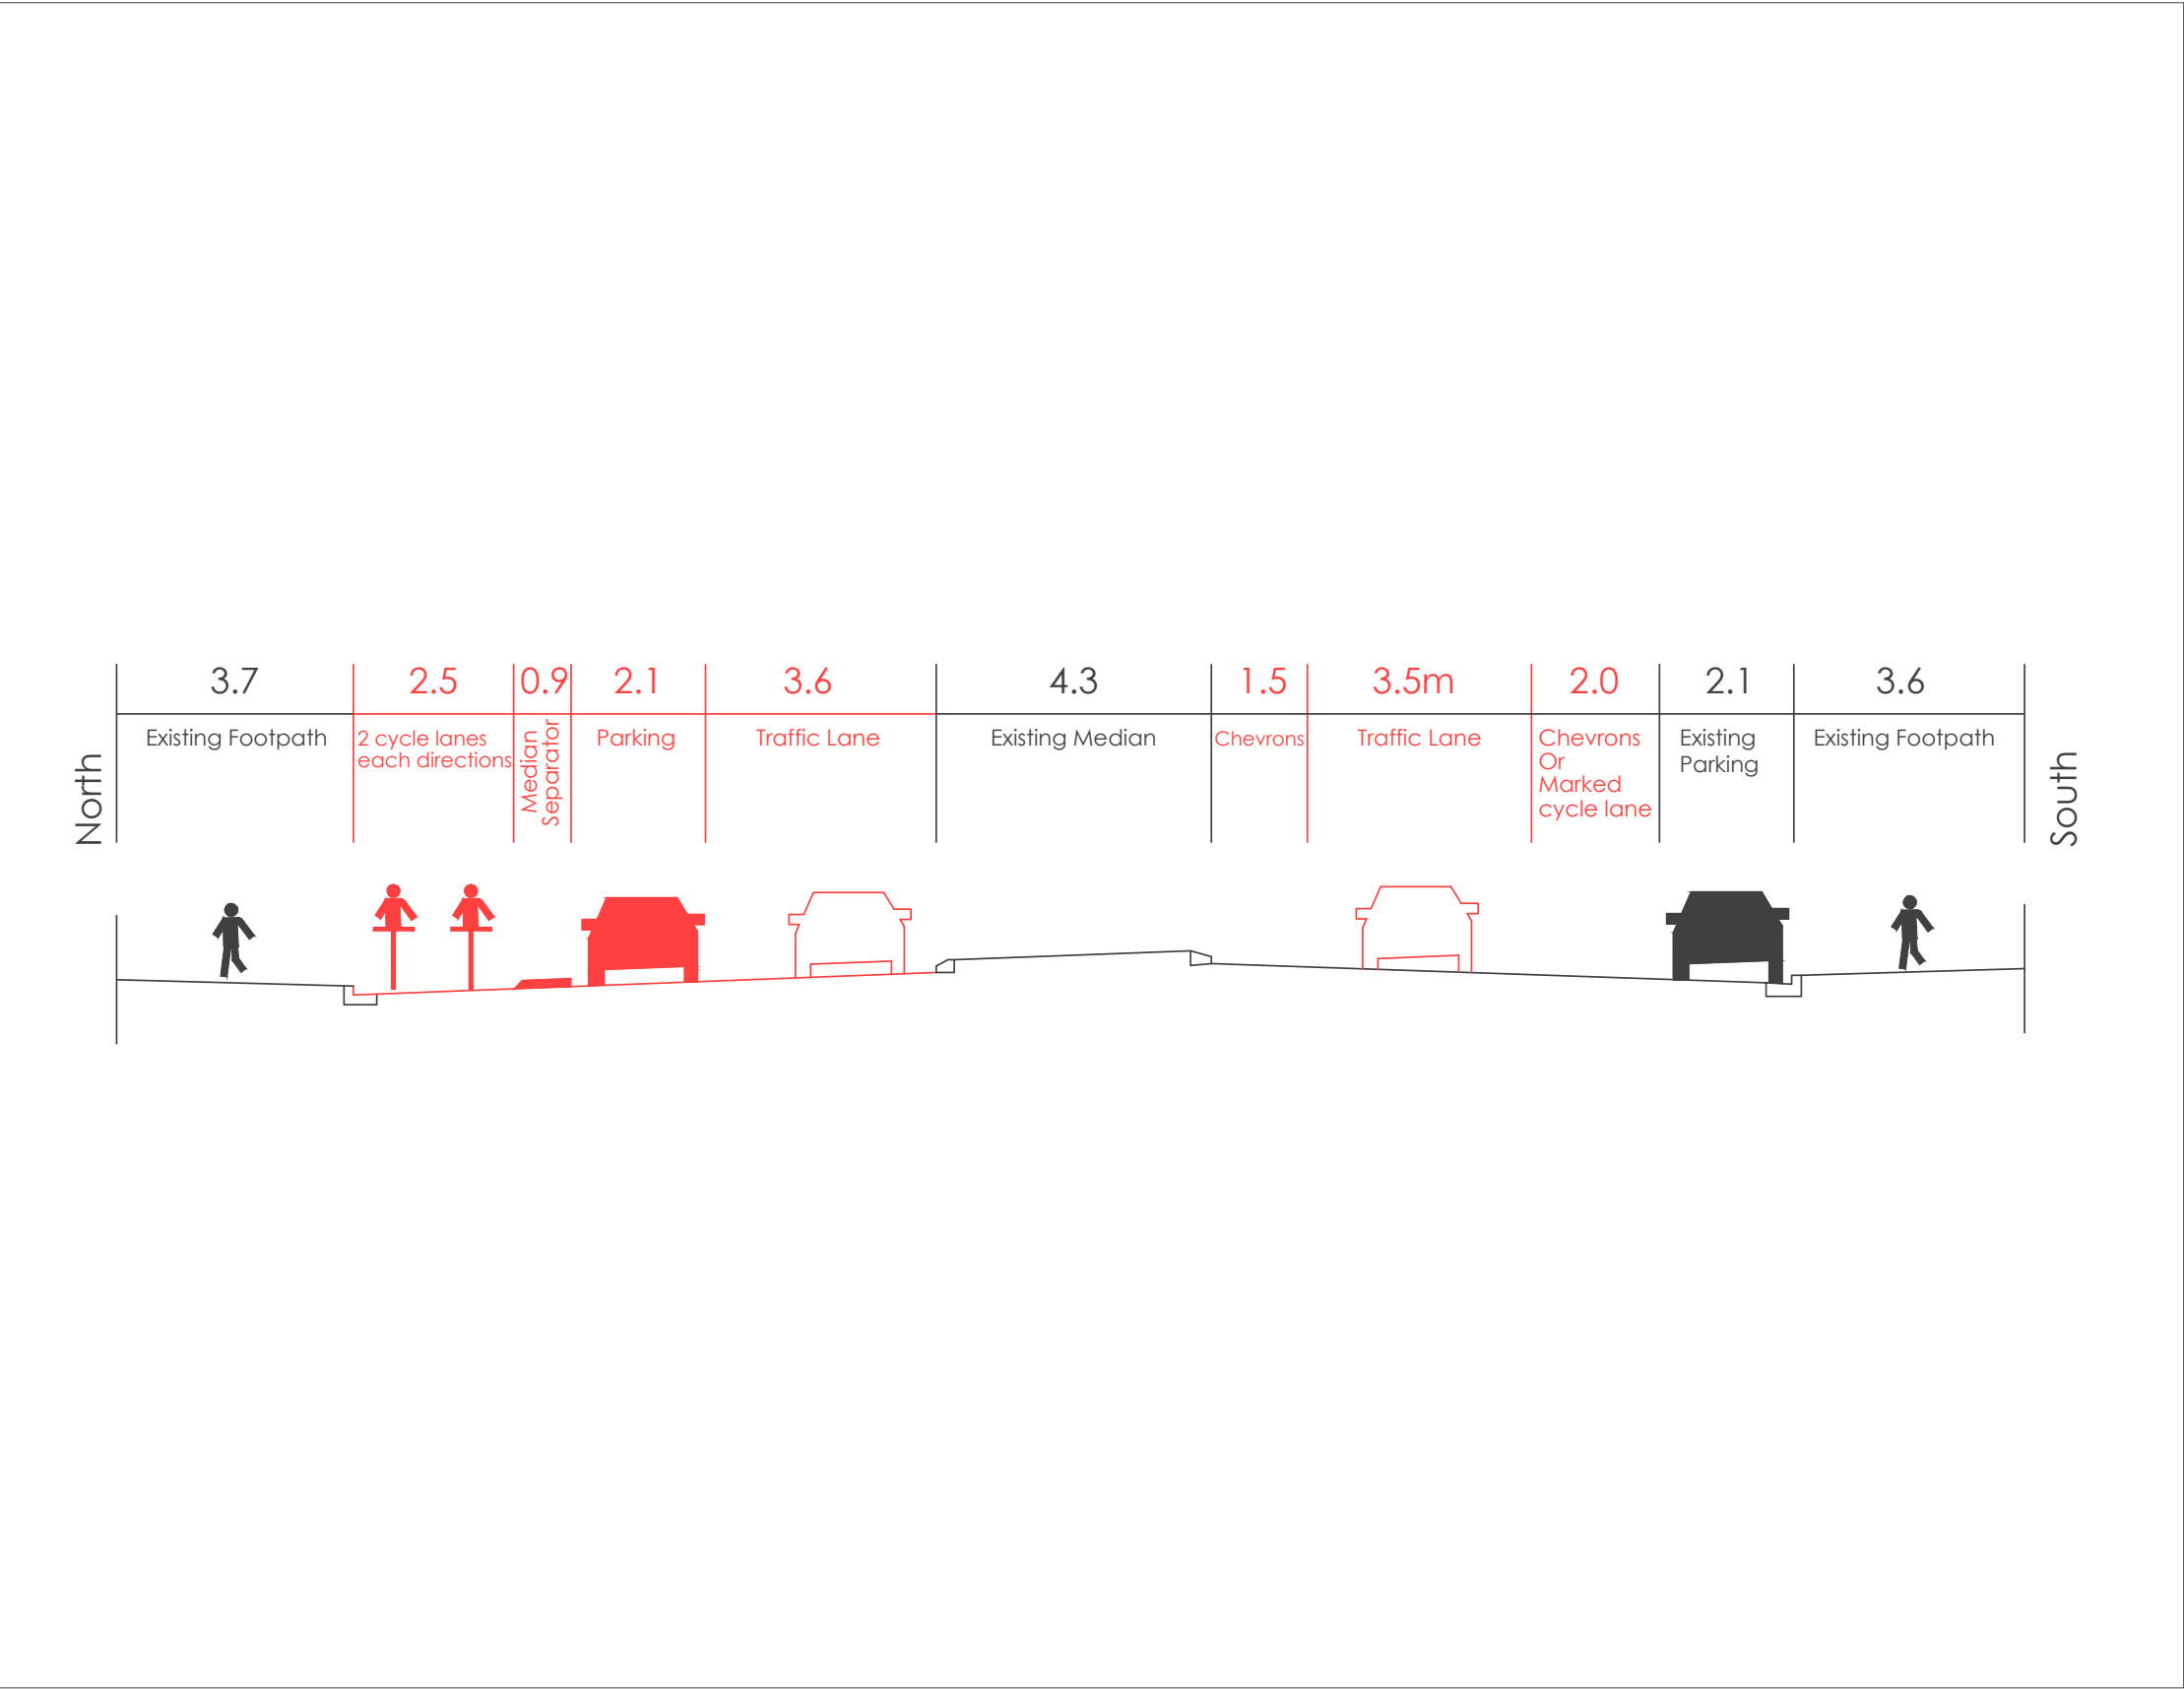 3.7 2.5 0.9 2.1 3.6 4.3 1.5 3.5m 2.0 2.1 3.6
North
Existing Footpath
2 cycle lanes
each directions
Median
Separator
Parking
Traffic Lane
Existing Median
Chevrons
Traffic Lane
Chevrons
Or
Marked
cycle lane
Existing
Parking
Existing Footpath
South